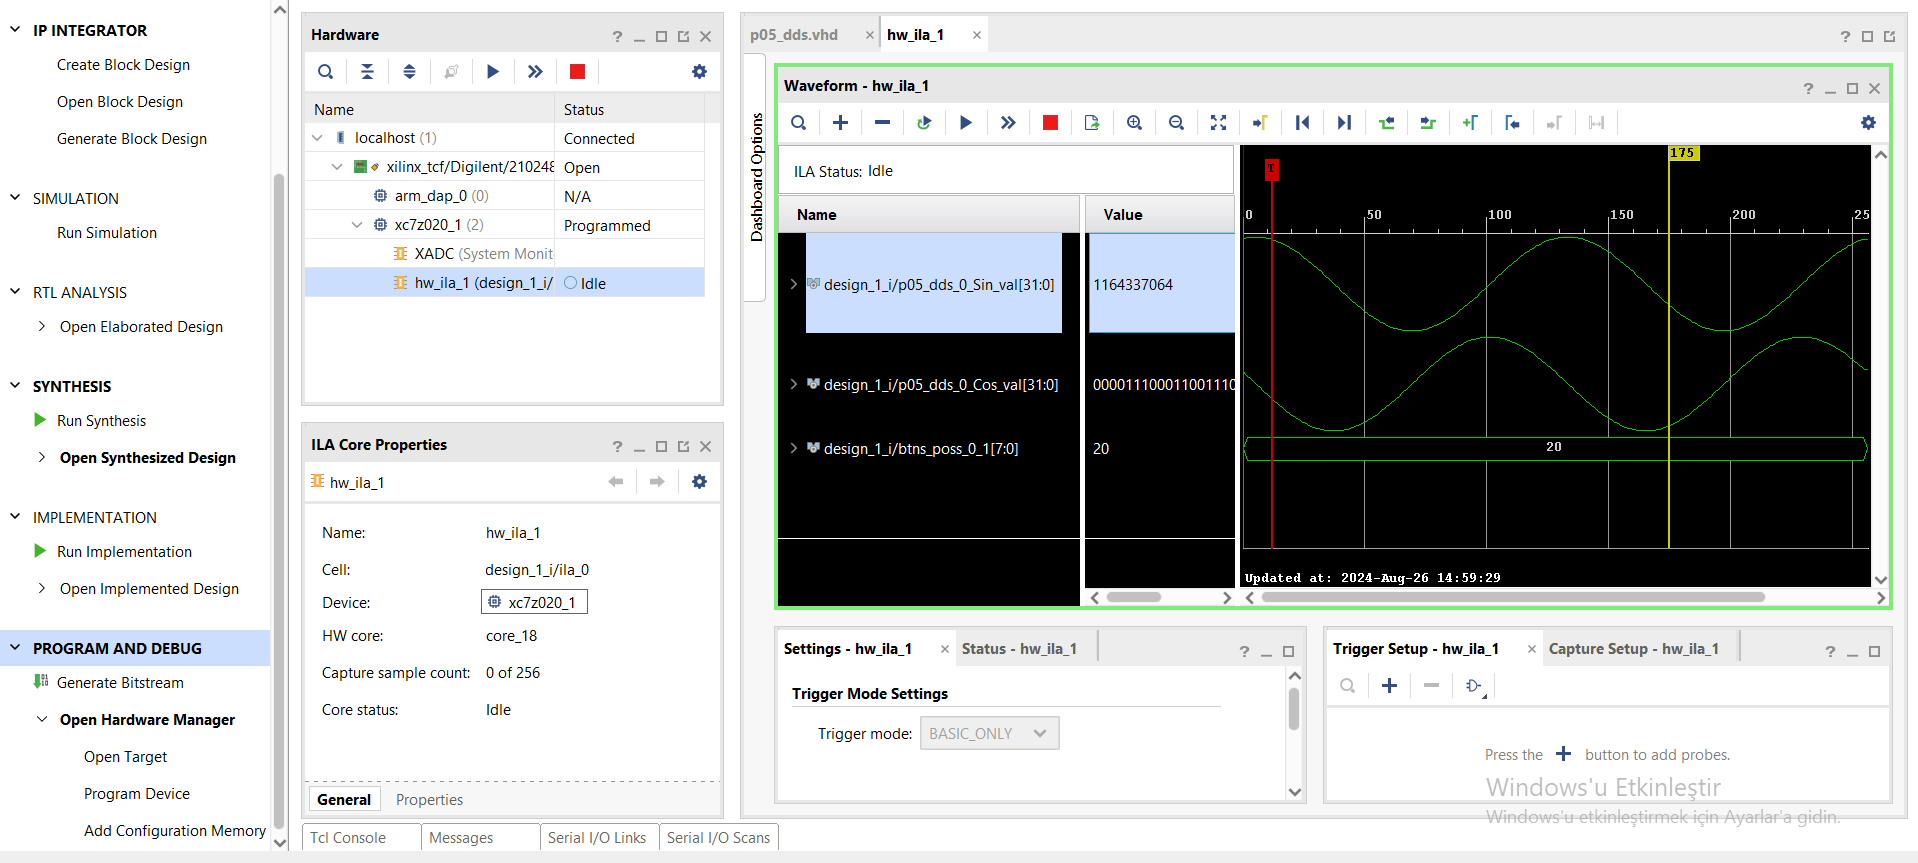 IP INTEGRATOR
Create Block Design
Open Block Design
Generate Block Design
SIMULATION
Run Simulation
RTL ANALYSIS
Open Elaborated Design
SYNTHESIS
Run Synthesis
Open Synthesized Design
IMPLEMENTATION
Run Implementation
Open Implemented Design
PROGRAM AND DEBUG
Generate Bitstream
Open Hardware Manager
Open Target
Program Device
Add Configuration Memory
Hardware
Name Status
localhost (1) Connected
xilinx_tcf/Digilent/210248 Open
arm_dap_0 (0) N/A
xc7z020_1 (2) Programmed
XADC (System Monit
hw_ila_1 (design_1_i/ Idle
ILA Core Properties
hw_ila_1
Name: hw_ila_1
Cell: design_1_i/ila_0
Device: xc7z020_1
HW core: core_18
Capture sample count: 0 of 256
Core status: Idle
General Properties
Tcl Console Messages Serial I/O Links Serial I/O Scans
p05_dds.vhd hw_ila_1
Dashboard Options
Waveform - hw_ila_1
ILA Status: Idle
Name Value
design_1_i/p05_dds_0_Sin_val[31:0] 1164337064
design_1_i/p05_dds_0_Cos_val[31:0] 0000111000110011100
design_1_i/btns_poss_0_1[7:0] 20
175
T
0 50 100 150 200 25
20
Updated at: 2024-Aug-26 14:59:29
Settings - hw_ila_1 Status - hw_ila_1
Trigger Mode Settings
Trigger mode: BASIC_ONLY
Trigger Setup - hw_ila_1 Capture Setup - hw_ila_1
Press the + button to add probes.
Windows'u Etkinleştir
Windows'u etkinleştirmek için Ayarlar'a gidin.